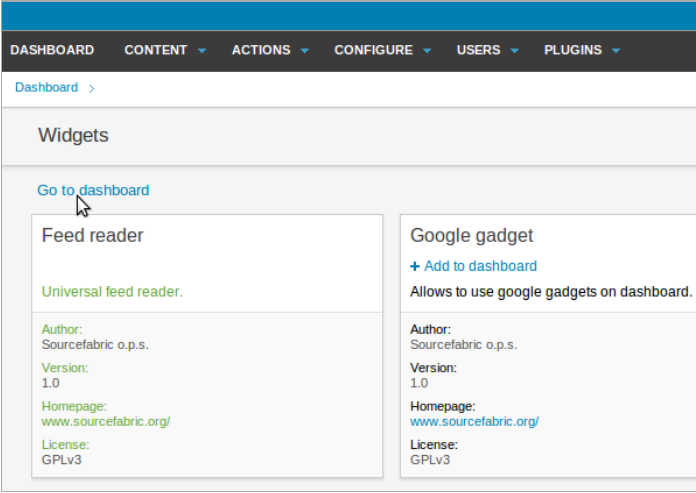 DASHBOARD CONTENT ACTIONS CONFIGURE USERS PLUGINS
Dashboard >
Widgets
Go to dashboard
Feed reader
Universal feed reader.
Author:
Sourcefabric o.p.s.
Version:
1.0
Homepage:
www.sourcefabric.org/
License:
GPLv3
Google gadget
+ Add to dashboard
Allows to use google gadgets on dashboard.
Author:
Sourcefabric o.p.s.
Version:
1.0
Homepage:
www.sourcefabric.org/
License:
GPLv3